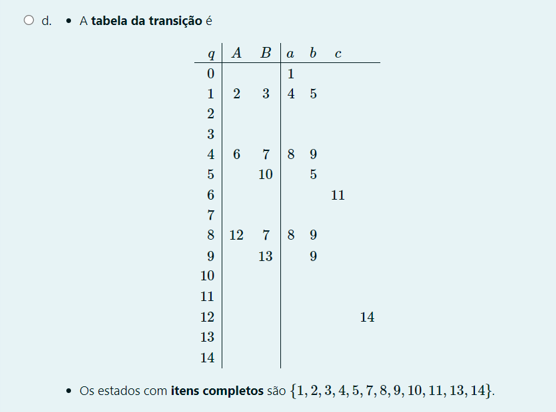 d. • A tabela da transição é
q A B a b c
0 1
1 2 3 4 5
2
3
4 6 7 8 9
5 10 5
6 11
7
8 12 7 8 9
9 13 9
10
11
12 14
13
14
• Os estados com itens completos são {1, 2, 3, 4, 5, 7, 8, 9, 10, 11, 13, 14}.